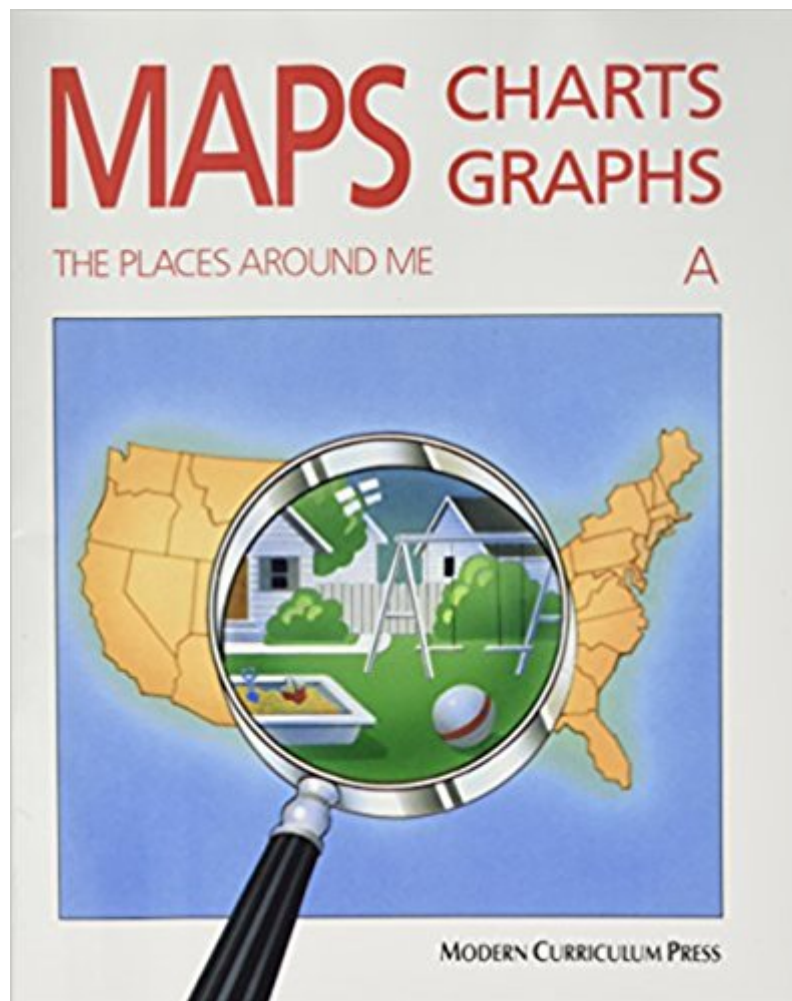 MAPS
CHARTS
GRAPHS
THE PLACES AROUND ME
A
MODERN CURRICULUM PRESS